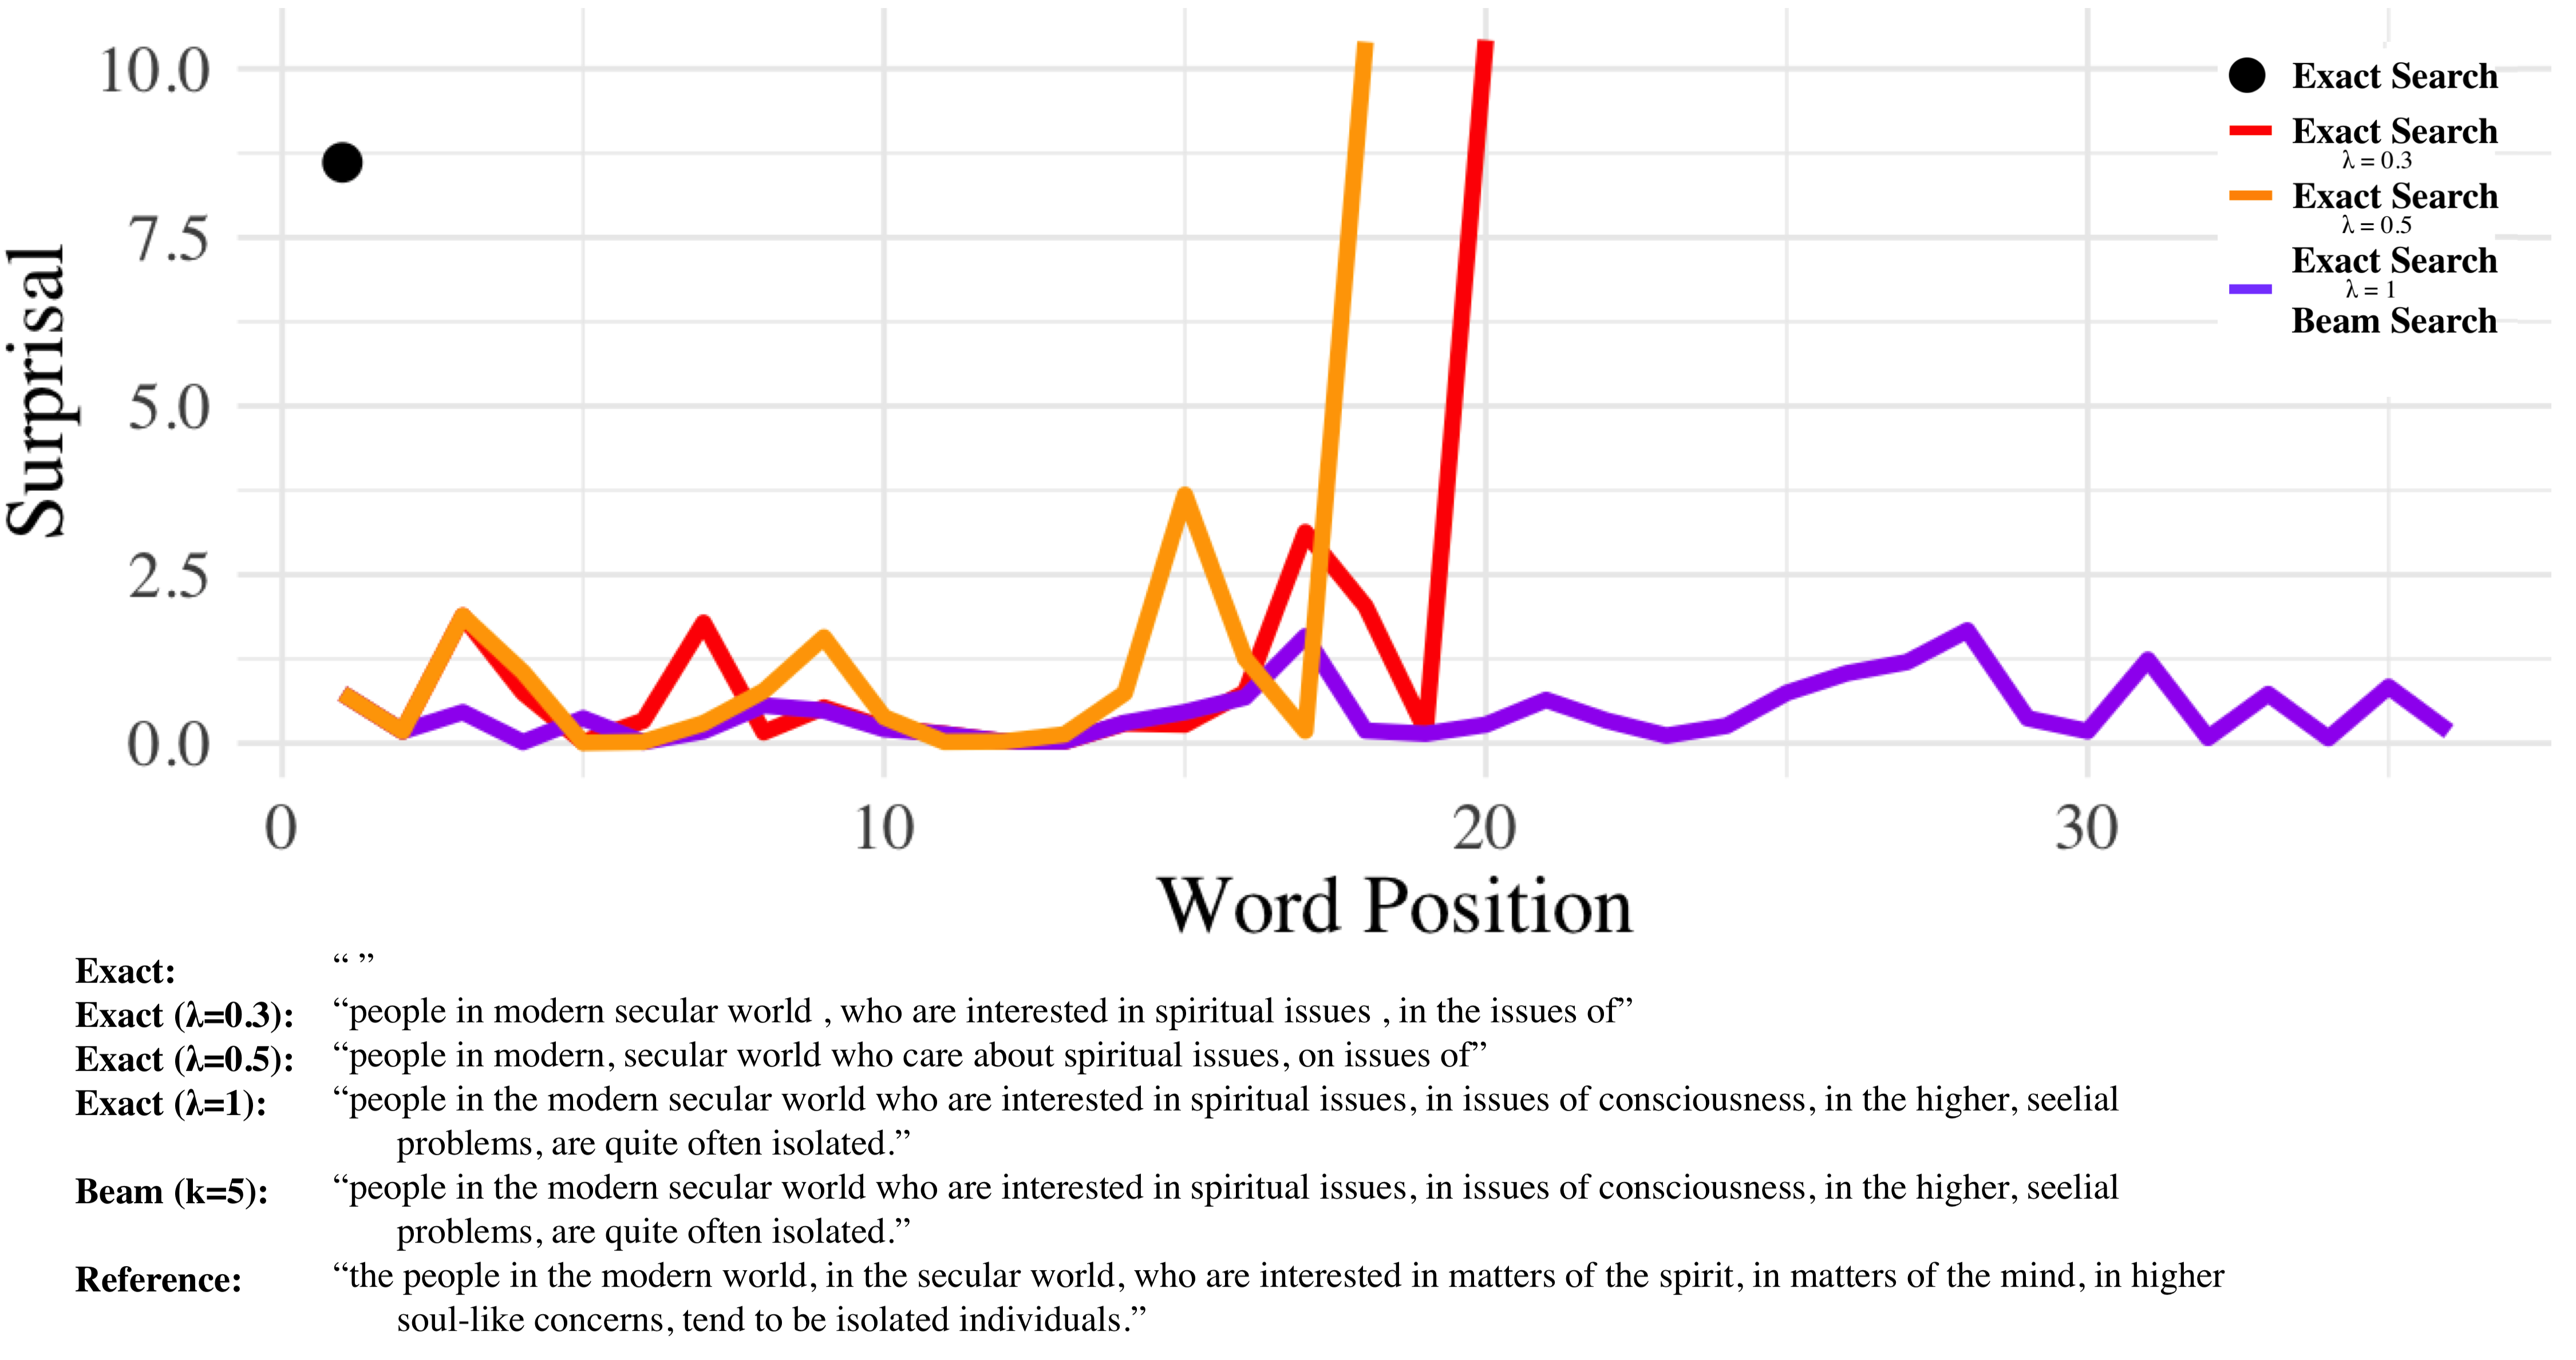 10.0
7.5
5.0
2.5
0.0
Surprisal
0 10 20 30
Word Position
Exact Search
Exact Search
λ = 0.3
Exact Search
λ = 0.5
Exact Search
λ = 1
Beam Search
Exact: “ ”
Exact (λ=0.3): “people in modern secular world , who are interested in spiritual issues , in the issues of”
Exact (λ=0.5): “people in modern, secular world who care about spiritual issues, on issues of”
Exact (λ=1): “people in the modern secular world who are interested in spiritual issues, in issues of consciousness, in the higher, seelial
problems, are quite often isolated.”
Beam (k=5): “people in the modern secular world who are interested in spiritual issues, in issues of consciousness, in the higher, seelial
problems, are quite often isolated.”
Reference: “the people in the modern world, in the secular world, who are interested in matters of the spirit, in matters of the mind, in higher
soul-like concerns, tend to be isolated individuals.”